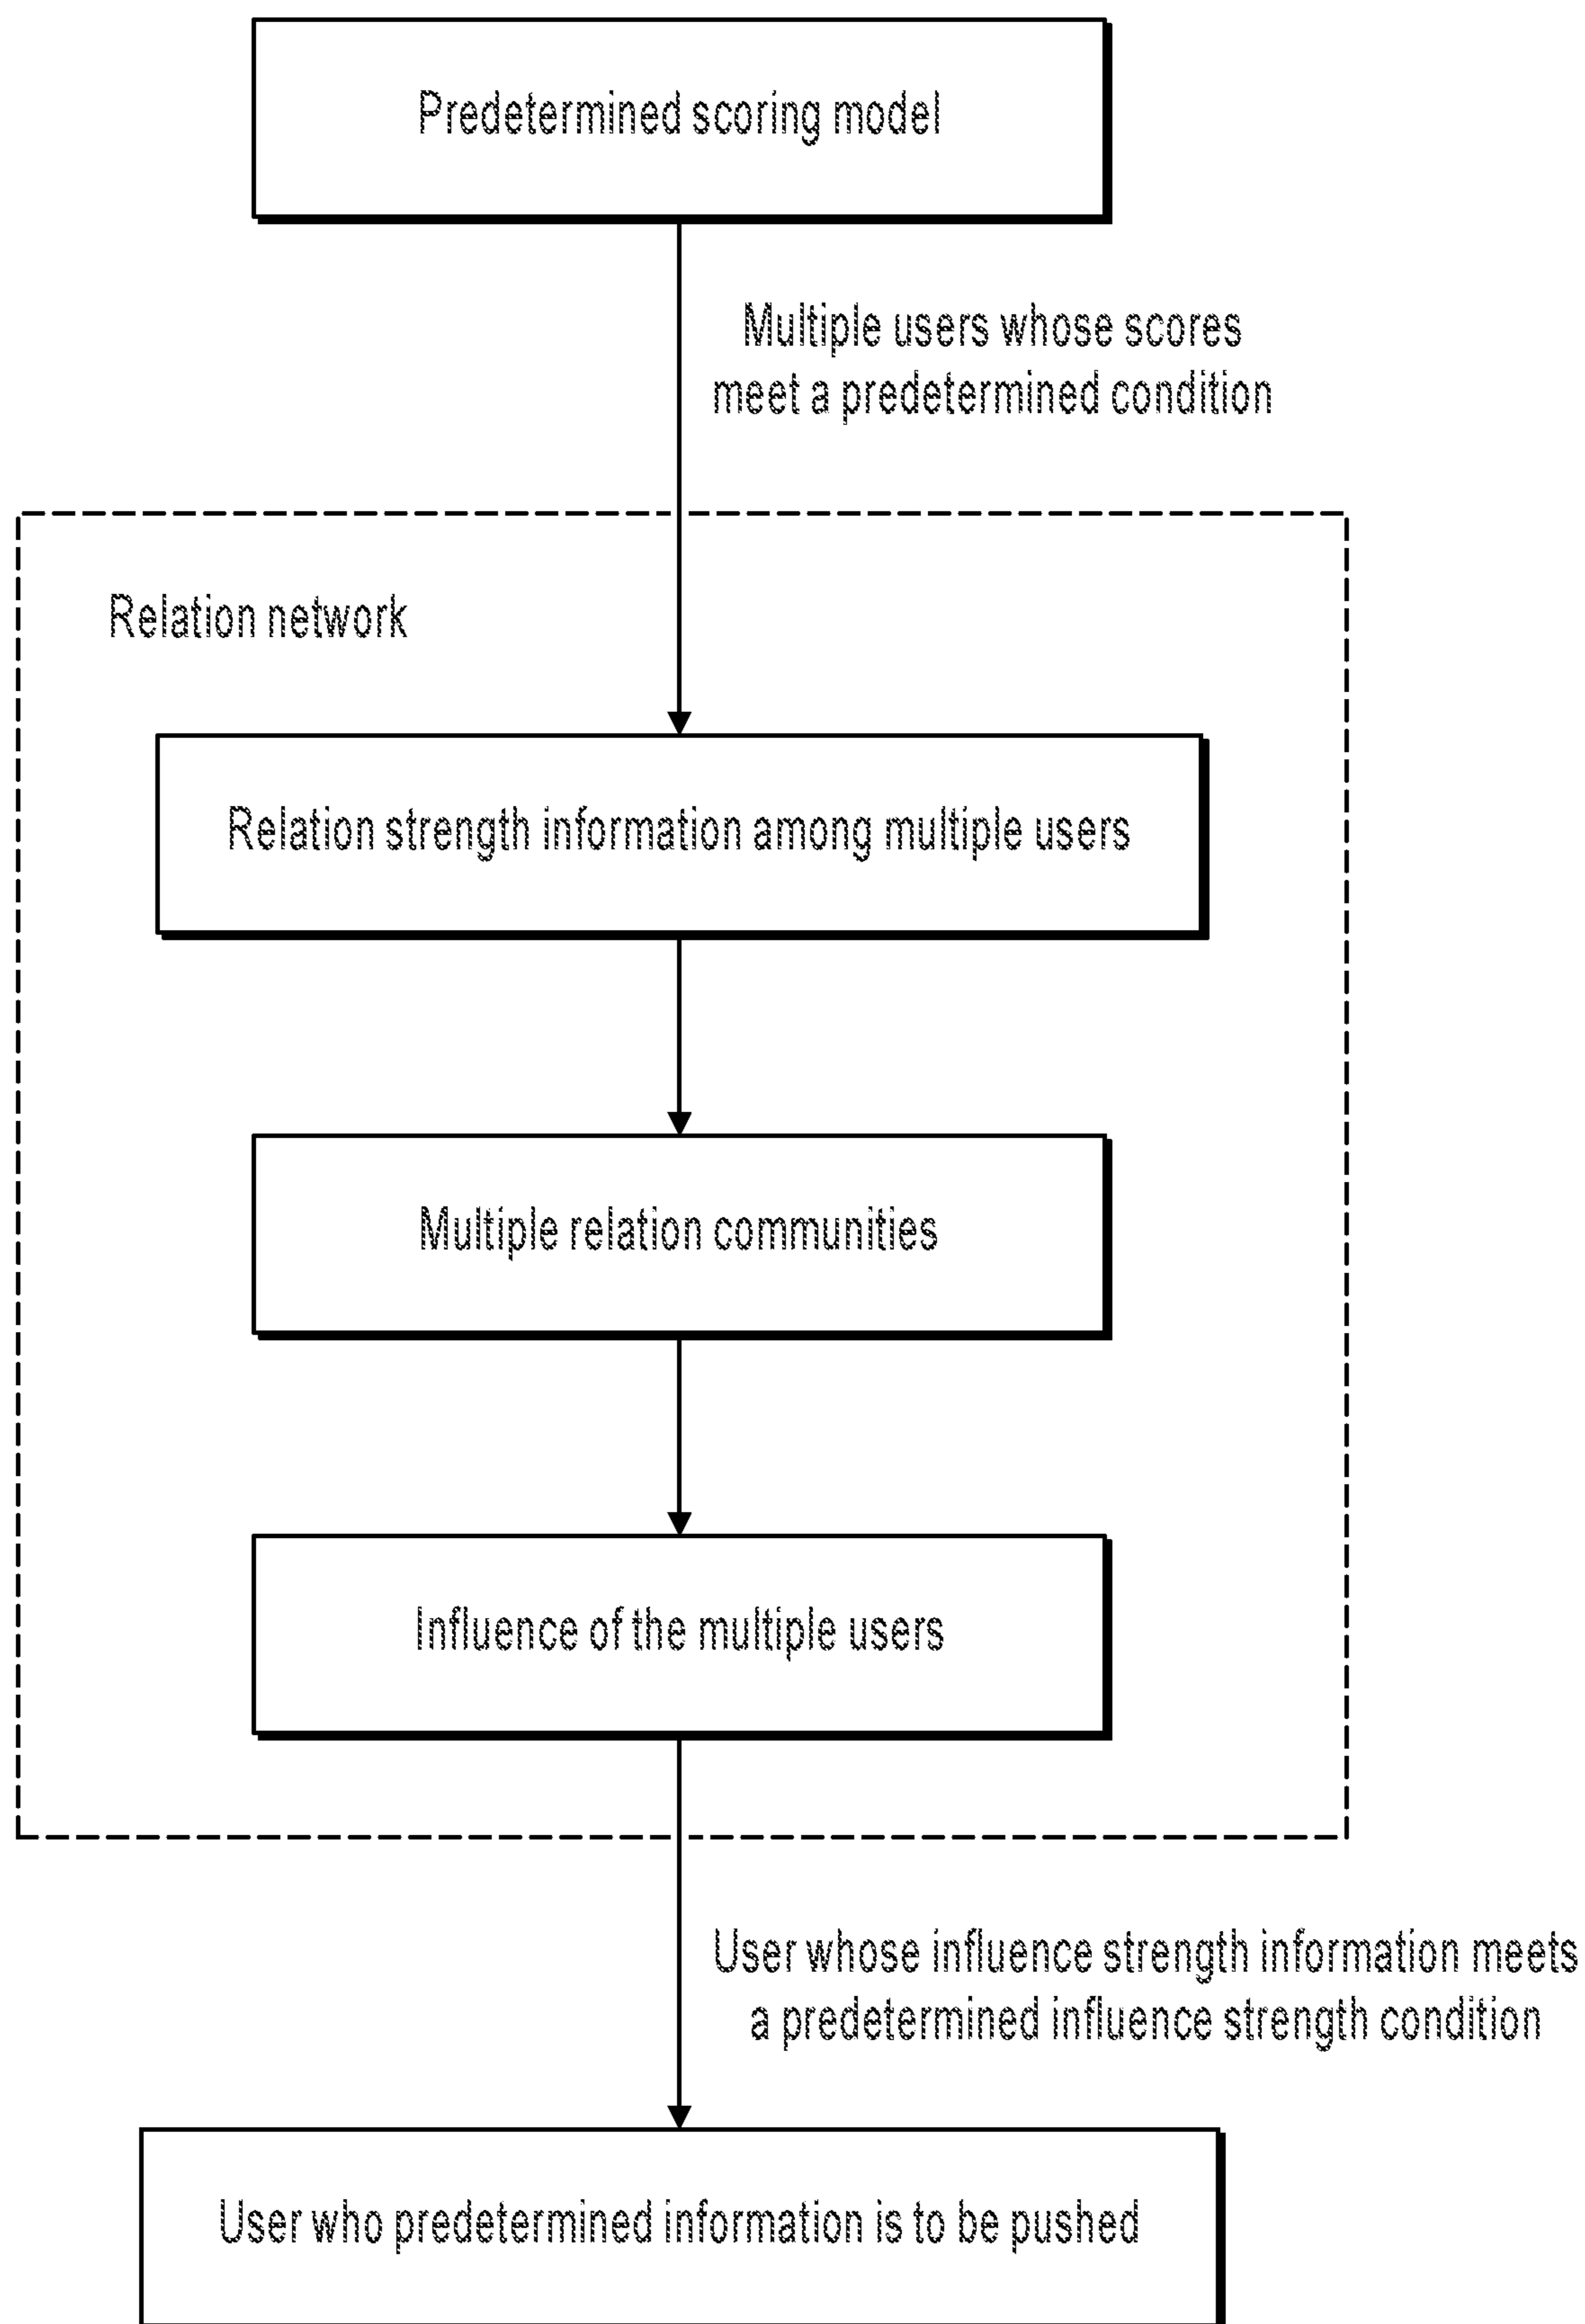 Predetermined scoring model
Multiple users whose scores
meet a predetermined condition
Relation network
Relation strength information among multiple users
Multiple relation communities
Influence of the multiple users
User whose influence strength information meets
a predetermined influence strength condition
User who predetermined information is to be pushed